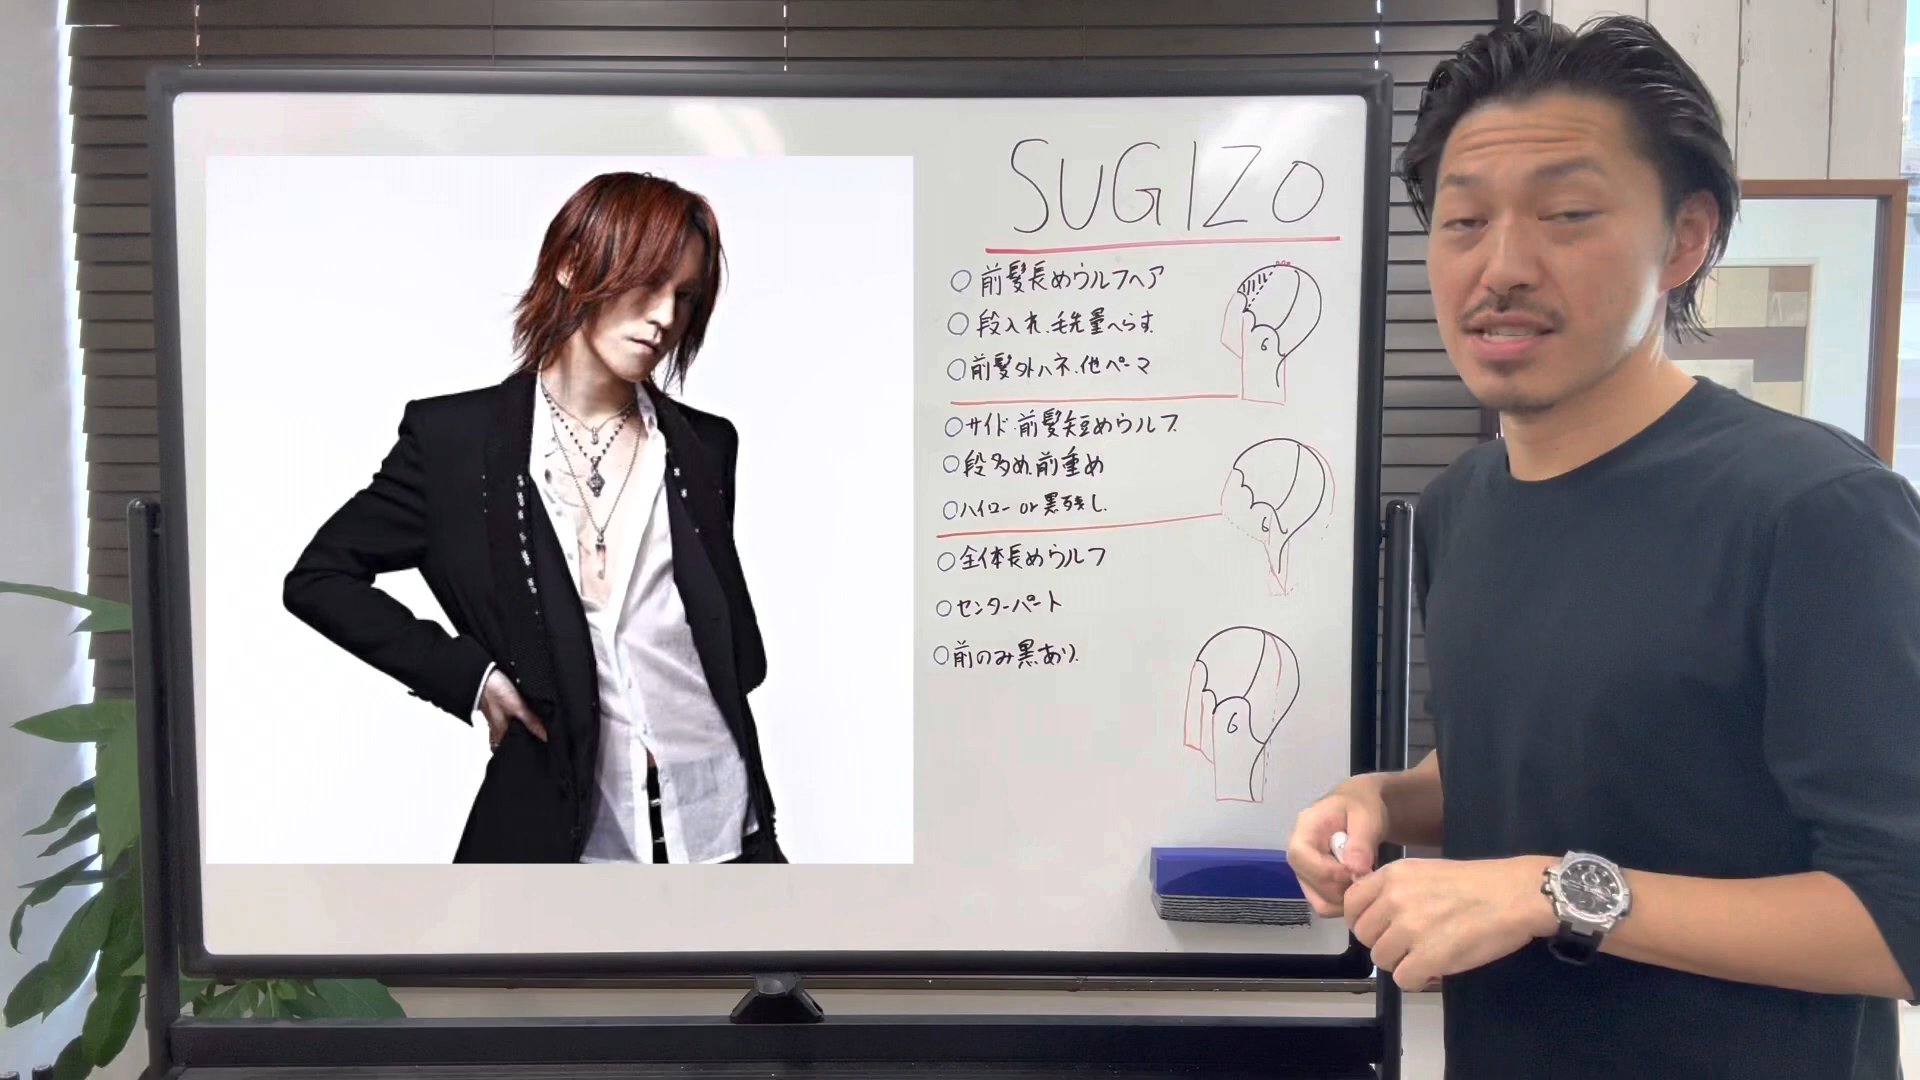 SUGIZO
○前髪長めウルフヘア
○段入れ.毛先量へらす.
○前髪外ハネ.他パーマ
○サイド.前髪短めウルフ.
○段多め.前重め
○ハイロー or 黒残し.
○全体長めウルフ
○センターパート
○前のみ黒あり.
6
6
6